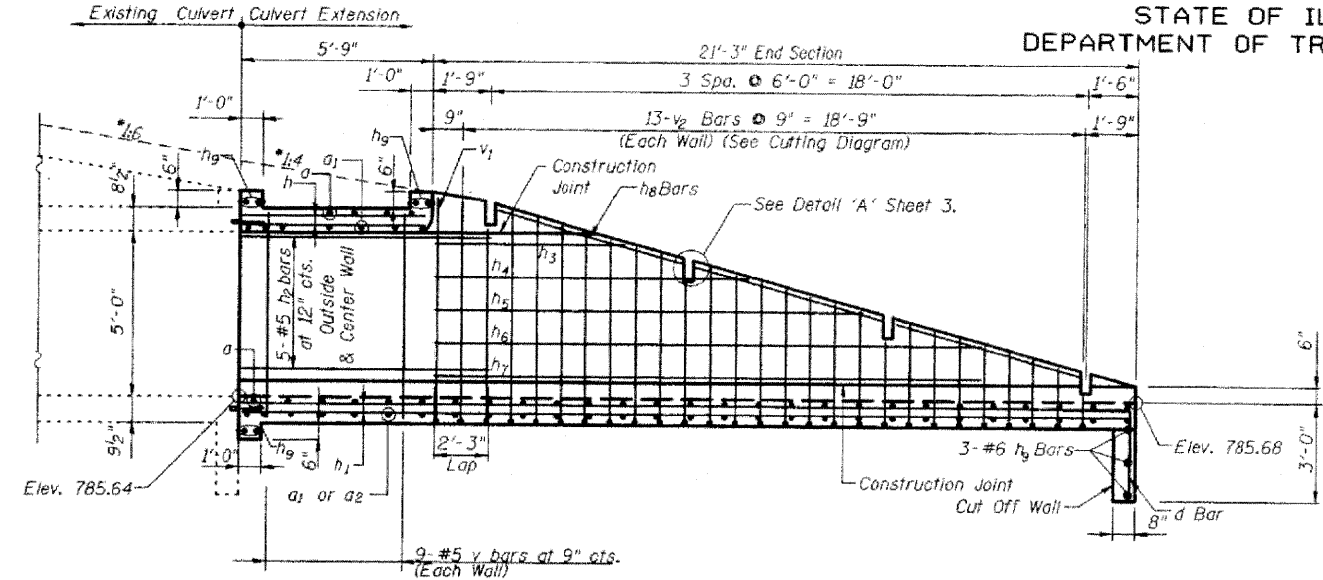 STATE OF IL
DEPARTMENT OF TR
Existing Culvert Culvert Extension
5'-9"
21'-3" End Section
1'-0" 1'-9" 3 Spa. @ 6'-0" = 18'-0" 1'-6"
1'-0"
9" 13-v2 Bars @ 9" = 18'-9" 1'-9"
(Each Wall) (See Cutting Diagram)
*1:6
h9
6"
8½"
*1:4
a1
a
h
h9
6"
v1
Construction
Joint
h8 Bars
See Detail 'A' Sheet 3.
h3
h4
h5
h6
h7
5'-0"
5-#5 h2 bars
at 12" cts.
Outside
& Center Wall
a
9½"
1'-0"
h9
6"
h1
2'-3"
Lap
a1 or a2
Elev. 785.64
6"
3'-0"
3-#6 h9 Bars
Elev. 785.68
Construction Joint
Cut Off Wall
8"
d Bar
9-#5 v bars at 9" cts.
(Each Wall)